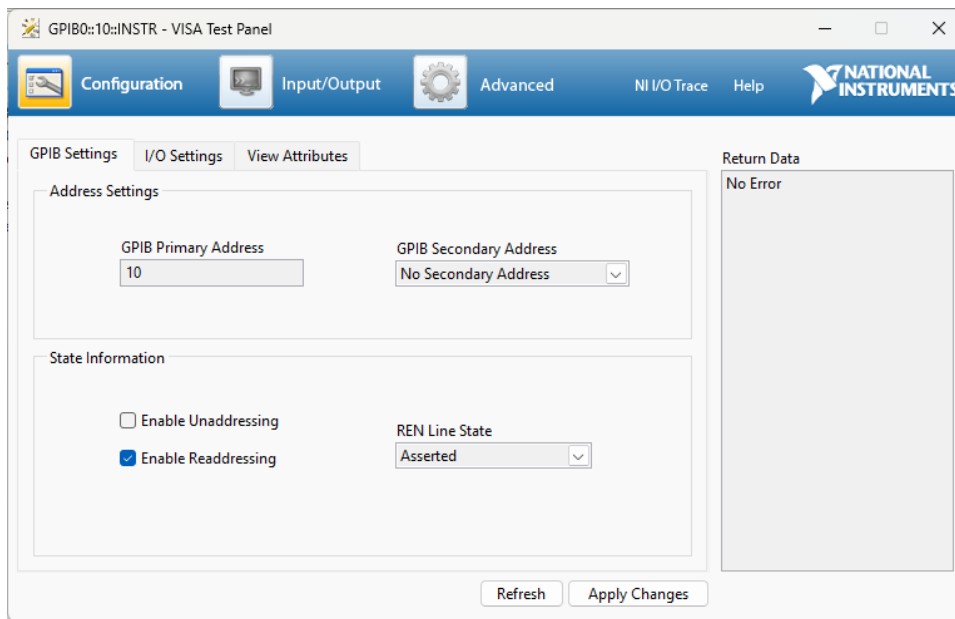 GPIB0::10::INSTR - VISA Test Panel
Configuration
Input/Output
Advanced
NI I/O Trace
Help
NATIONAL
INSTRUMENTS
GPIB Settings
I/O Settings
View Attributes
Address Settings
GPIB Primary Address
10
GPIB Secondary Address
No Secondary Address
State Information
Enable Unaddressing
Enable Readdressing
REN Line State
Asserted
Return Data
No Error
Refresh
Apply Changes